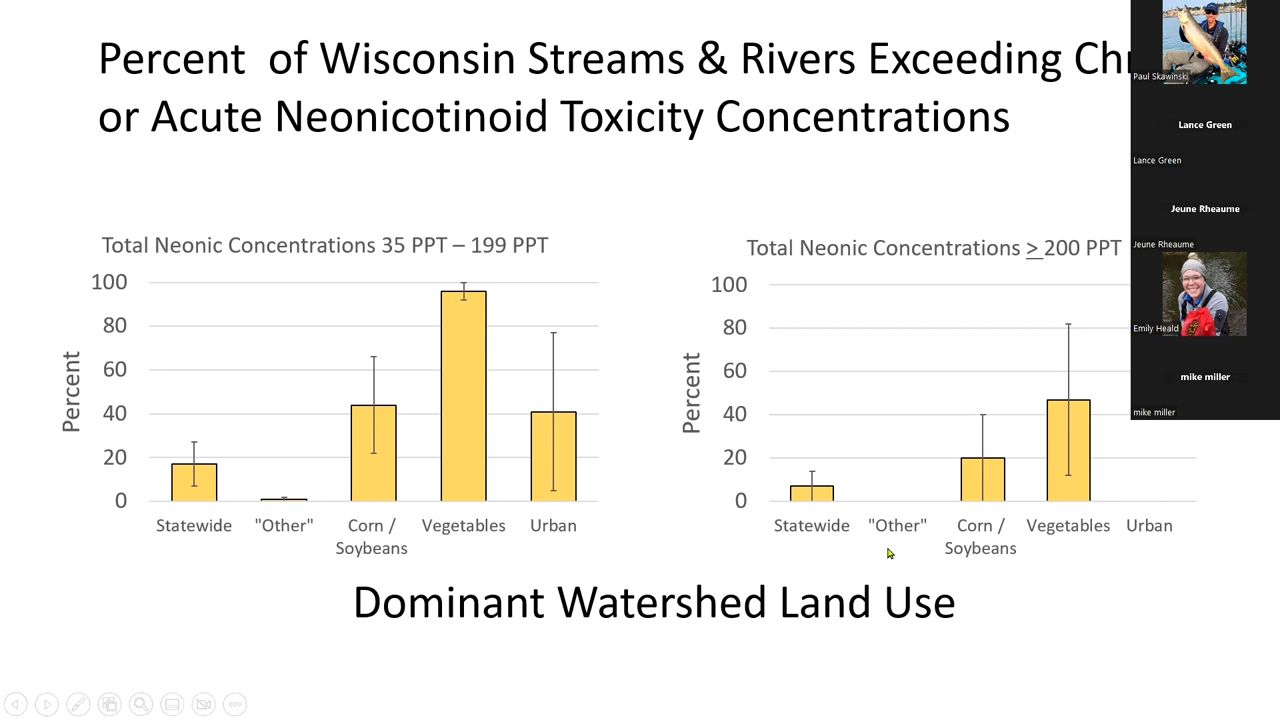 Percent of Wisconsin Streams & Rivers Exceeding Chr
or Acute Neonicotinoid Toxicity Concentrations
Total Neonic Concentrations 35 PPT – 199 PPT
100
80
60
40
20
0
Percent
Statewide
"Other"
Corn /
Soybeans
Vegetables
Urban
Total Neonic Concentrations > 200 PPT
100
80
60
40
20
0
Percent
Statewide
"Other"
Corn /
Soybeans
Vegetables
Urban
Dominant Watershed Land Use
Paul Skawinski
Lance Green
Lance Green
Jeune Rheaume
Jeune Rheaume
Emily Heald
mike miller
mike miller